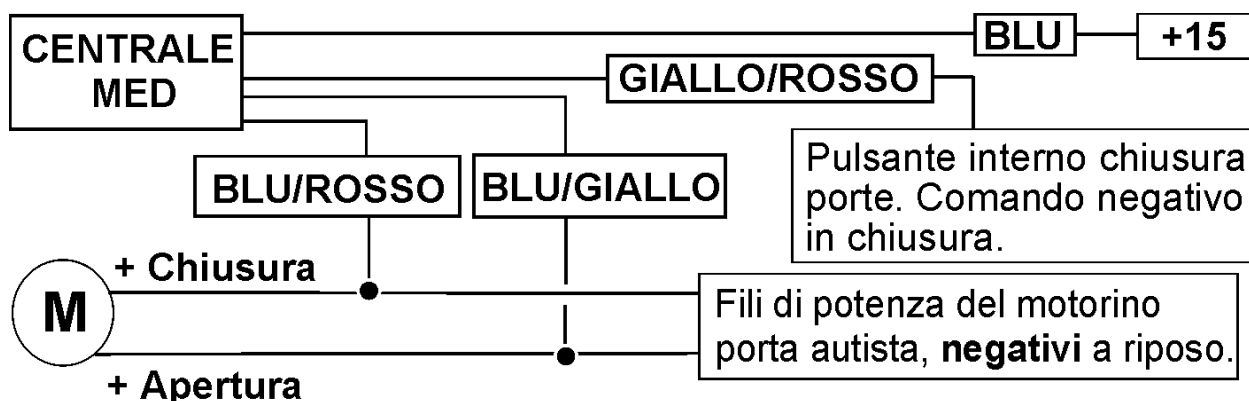 CENTRALE
MED
BLU
+15
GIALLO/ROSSO
BLU/ROSSO
BLU/GIALLO
Pulsante interno chiusura
porte. Comando negativo
in chiusura.
+ Chiusura
M
Fili di potenza del motorino
porta autista, negativi a riposo.
+ Apertura